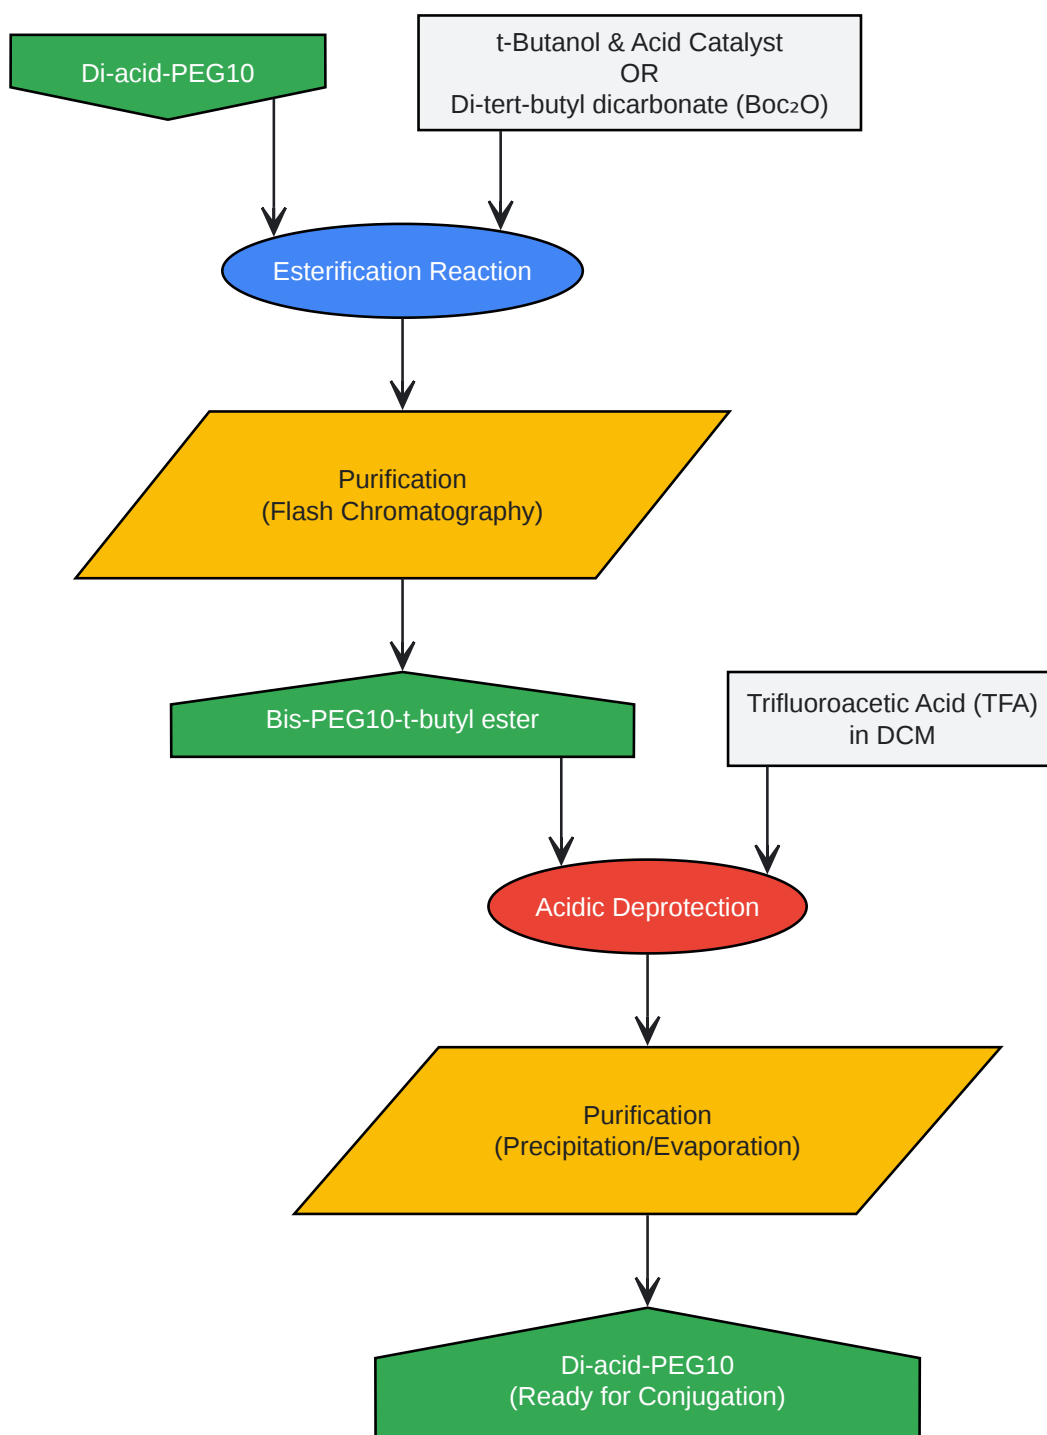 Di-acid-PEG10
t-Butanol & Acid Catalyst
OR
Di-tert-butyl dicarbonate (Boc₂O)
Esterification Reaction
Purification
(Flash Chromatography)
Bis-PEG10-t-butyl ester
Trifluoroacetic Acid (TFA)
in DCM
Acidic Deprotection
Purification
(Precipitation/Evaporation)
Di-acid-PEG10
(Ready for Conjugation)